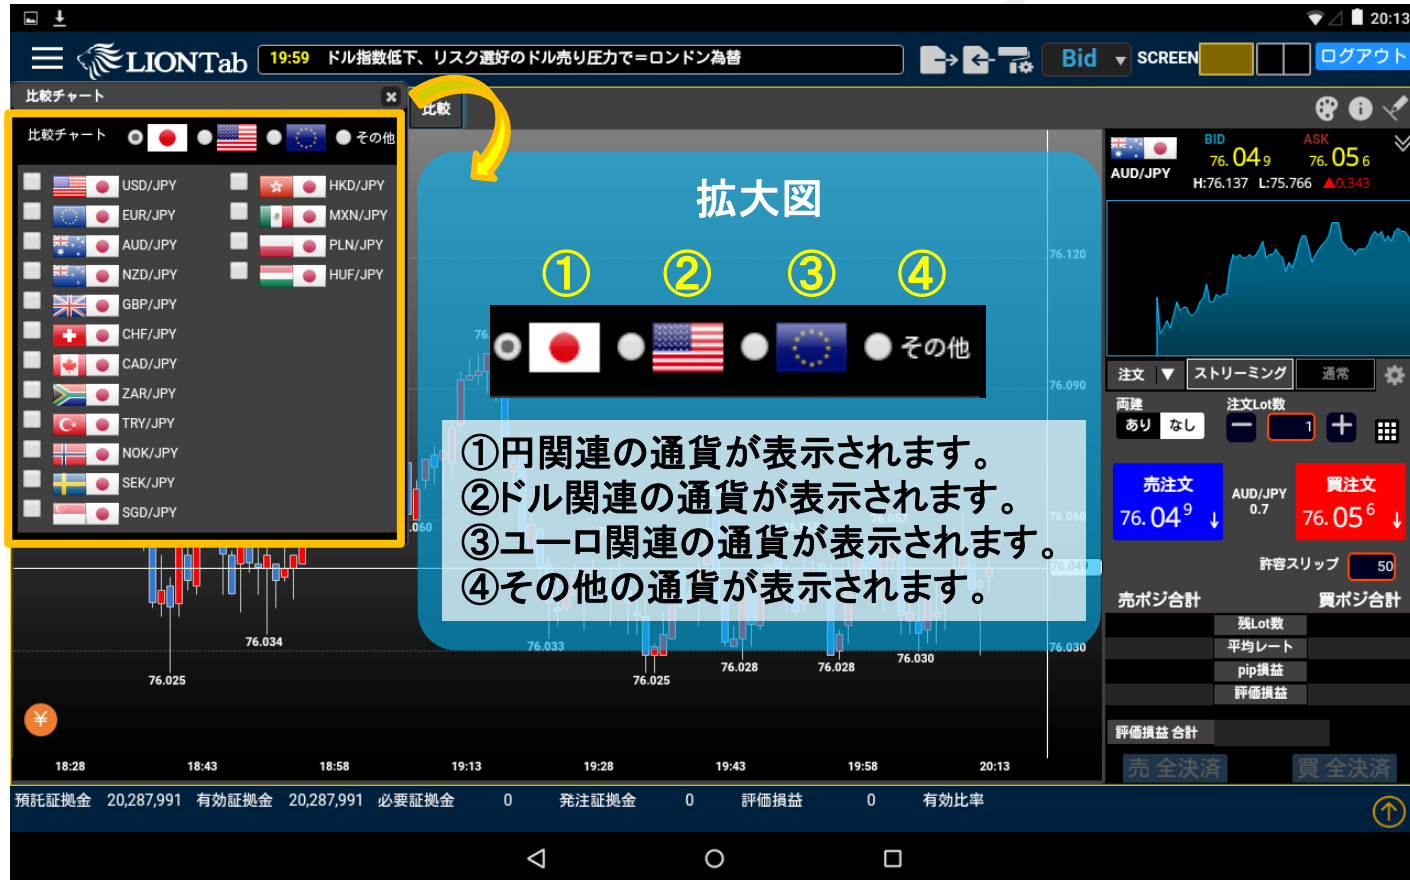 20:13
LIONTab
19:59 ドル指数低下、リスク選好のドル売り圧力で=ロンドン為替
Bid
SCREEN
ログアウト
比較チャート
比較
比較チャート
その他
USD/JPY
EUR/JPY
AUD/JPY
NZD/JPY
GBP/JPY
CHF/JPY
CAD/JPY
ZAR/JPY
TRY/JPY
NOK/JPY
SEK/JPY
SGD/JPY
HKD/JPY
MXN/JPY
PLN/JPY
HUF/JPY
拡大図
① ② ③ ④
その他
①円関連の通貨が表示されます。
②ドル関連の通貨が表示されます。
③ユーロ関連の通貨が表示されます。
④その他の通貨が表示されます。
76.120
76.090
76.060
76.049
76.030
76.034
76.025
76.033
76.025
76.028
76.028
76.030
18:28 18:43 18:58 19:13 19:28 19:43 19:58 20:13
AUD/JPY
BID
76. 04 9
ASK
76. 05 6
H:76.137 L:75.766 ▲0.343
注文 ▼ ストリーミング 通常
両建
あり なし
注文Lot数
1
売注文
76. 04 9 ↓
AUD/JPY
0.7
買注文
76. 05 6 ↓
許容スリップ 50
売ポジ合計 買ポジ合計
残Lot数
平均レート
pip損益
評価損益
評価損益 合計
売 全決済 買 全決済
預託証拠金 20,287,991 有効証拠金 20,287,991 必要証拠金 0 発注証拠金 0 評価損益 0 有効比率